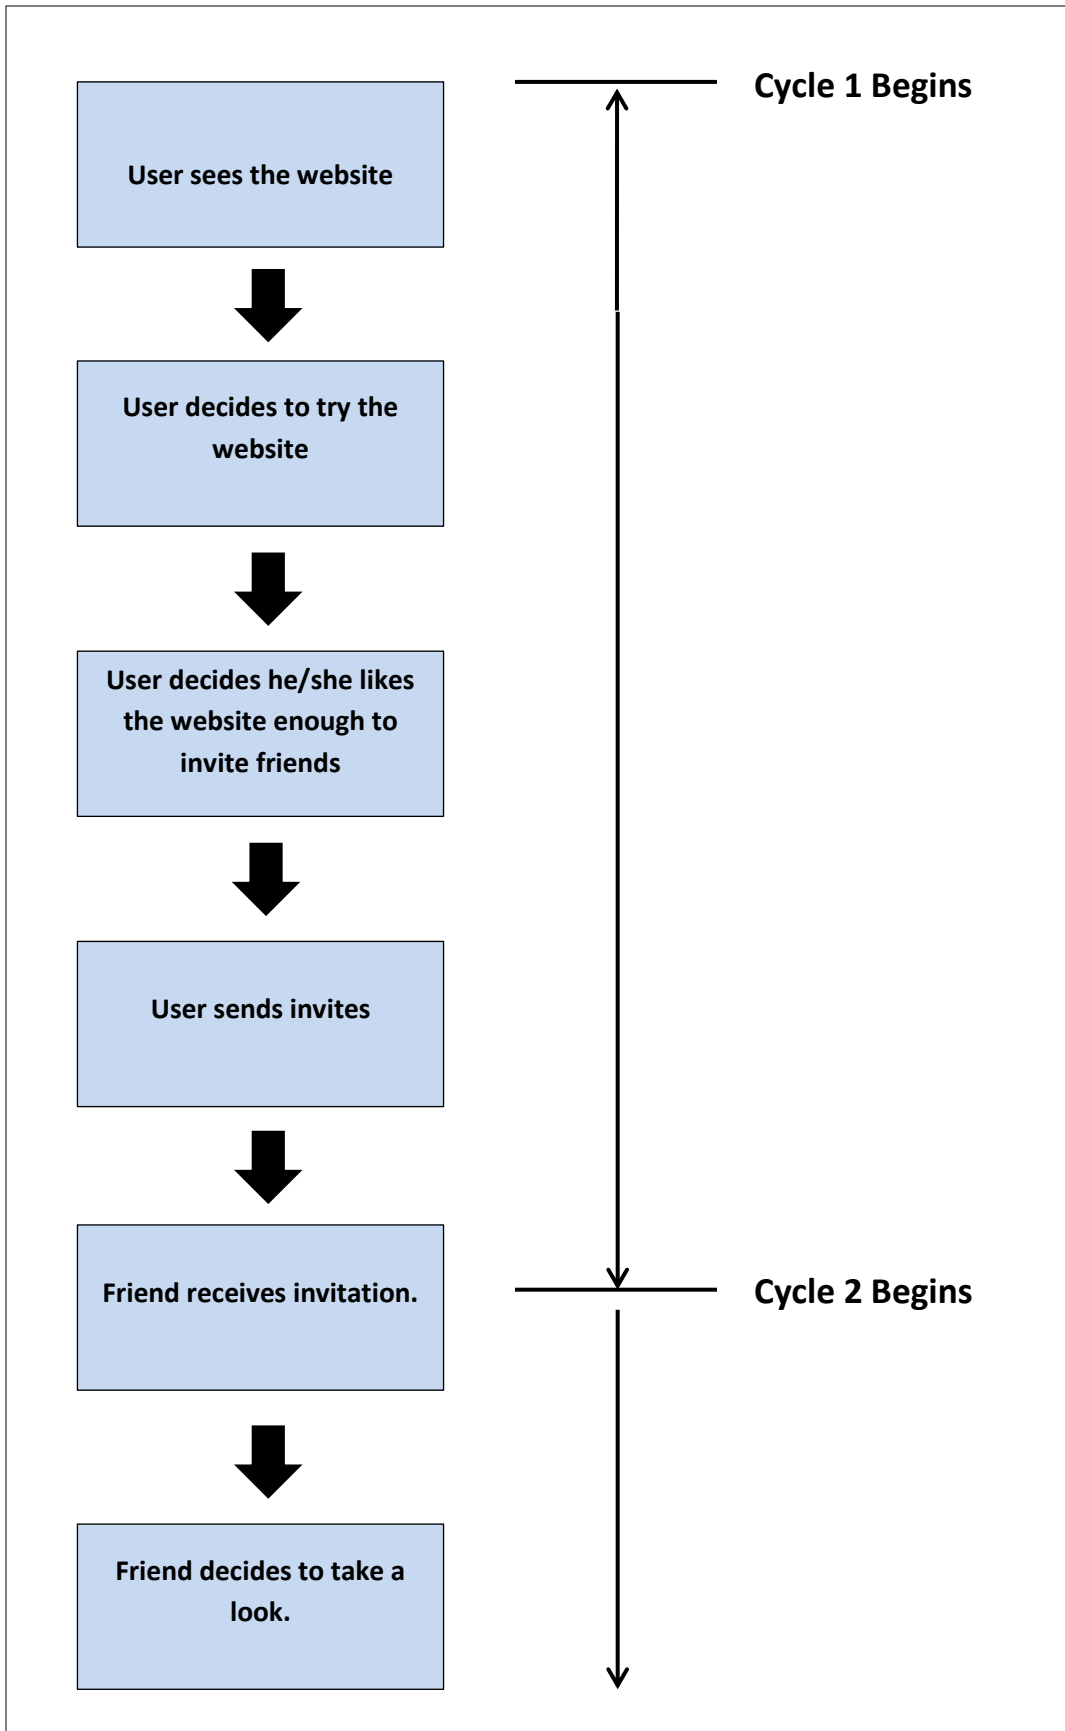 Cycle 1 Begins
User sees the website
User decides to try the
website
User decides he/she likes
the website enough to
invite friends
User sends invites
Friend receives invitation.
Cycle 2 Begins
Friend decides to take a
look.